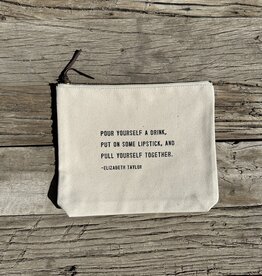 POUR YOURSELF A DRINK,
PUT ON SOME LIPSTICK, AND
PULL YOURSELF TOGETHER.
-ELIZABETH TAYLOR